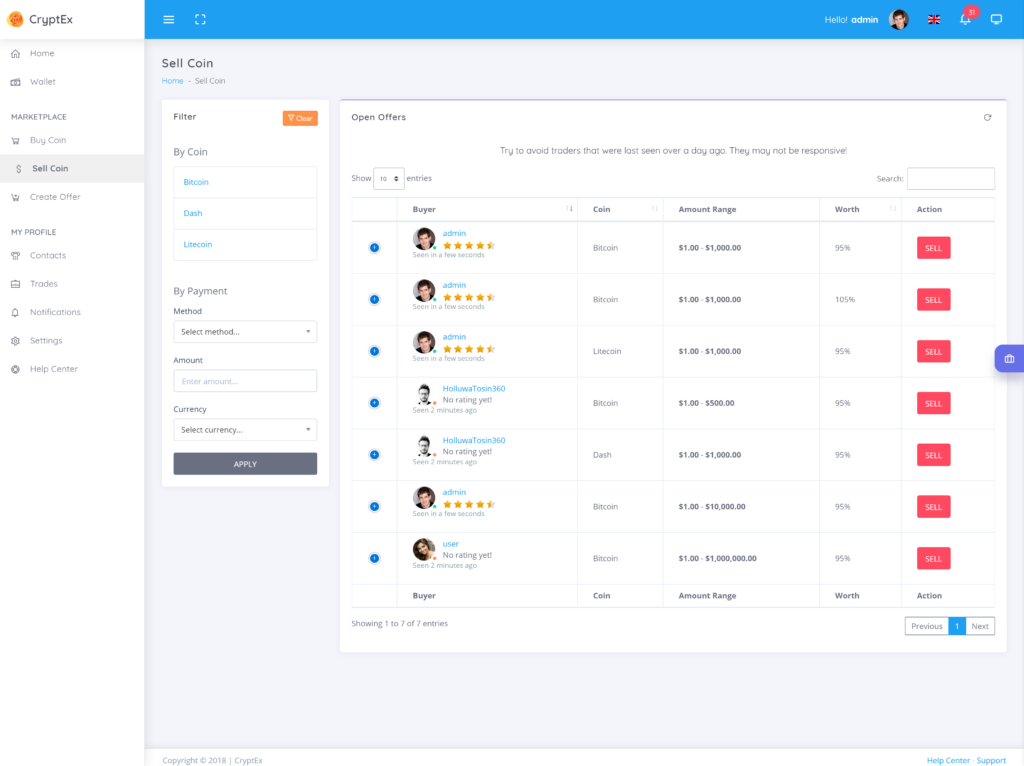 CryptEx
Hello! admin
31
Home
Wallet
MARKETPLACE
Buy Coin
Sell Coin
Create Offer
MY PROFILE
Contacts
Trades
Notifications
Settings
Help Center
Sell Coin
Home - Sell Coin
Filter
Clear
By Coin
Bitcoin
Dash
Litecoin
By Payment
Method
Select method...
Amount
Enter amount...
Currency
Select currency...
APPLY
Open Offers
Try to avoid traders that were last seen over a day ago. They may not be responsive!
Show 10 entries
Search:
Buyer Coin Amount Range Worth Action
admin
Seen in a few seconds
Bitcoin $1.00 - $1,000.00 95% SELL
admin
Seen in a few seconds
Bitcoin $1.00 - $1,000.00 105% SELL
admin
Seen in a few seconds
Litecoin $1.00 - $1,000.00 95% SELL
HolluwaTosin360
No rating yet!
Seen 2 minutes ago
Bitcoin $1.00 - $500.00 95% SELL
HolluwaTosin360
No rating yet!
Seen 2 minutes ago
Dash $1.00 - $1,000.00 95% SELL
admin
Seen in a few seconds
Bitcoin $1.00 - $10,000.00 95% SELL
user
No rating yet!
Seen 2 minutes ago
Bitcoin $1.00 - $1,000,000.00 95% SELL
Buyer Coin Amount Range Worth Action
Showing 1 to 7 of 7 entries
Previous 1 Next
Copyright © 2018 | CryptEx
Help Center · Support